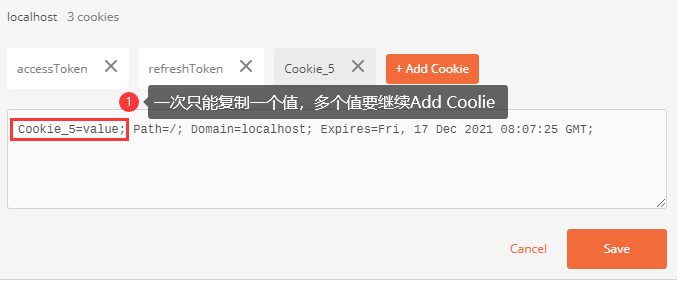 localhost 3 cookies
accessToken × refreshToken × Cookie_5 × + Add Cookie
1 一次只能复制一个值，多个值要继续Add Coolie
Cookie_5=value; Path=/; Domain=localhost; Expires=Fri, 17 Dec 2021 08:07:25 GMT;
Cancel Save